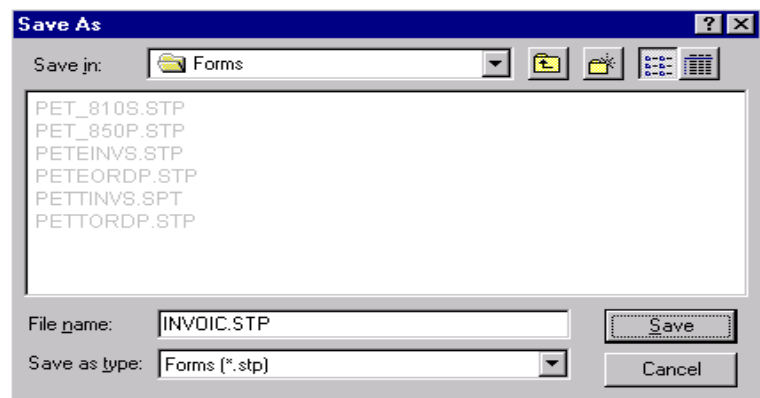 Save As
Save in: Forms
PET_810S.STP
PET_850P.STP
PETEINVS.STP
PETEORDP.STP
PETTINVS.SPT
PETTORDP.STP
File name: INVOIC.STP Save
Save as type: Forms (*.stp) Cancel